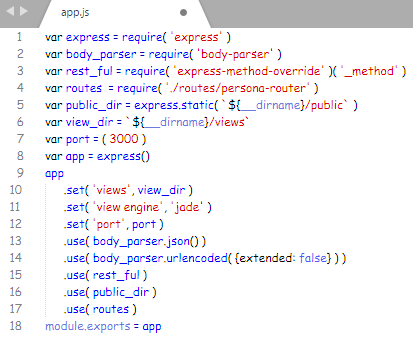 app.js
1 var express = require( 'express' )
2 var body_parser = require( 'body-parser' )
3 var rest_ful = require( 'express-method-override' )( '_method' )
4 var routes = require( './routes/persona-router' )
5 var public_dir = express.static( `${__dirname}/public` )
6 var view_dir = `${__dirname}/views`
7 var port = ( 3000 )
8 var app = express()
9 app
10 .set( 'views', view_dir )
11 .set( 'view engine', 'jade' )
12 .set( 'port', port )
13 .use( body_parser.json() )
14 .use( body_parser.urlencoded( {extended: false} ) )
15 .use( rest_ful )
16 .use( public_dir )
17 .use( routes )
18 module.exports = app